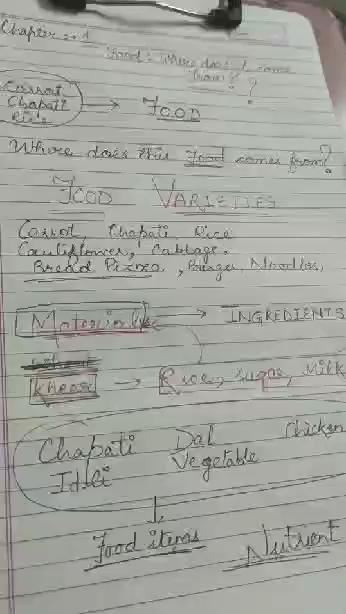 Chapter 1
Food: Where does it come
from??
Carrot
Chapati
Rice → FOOD
Where does this Food comes from?
FOOD VARIETIES
Carrot, Chapati Rice
Cauliflower, Cabbage.
Bread Pizza, Burger, Noodles,
Materials → INGREDIENTS
Kheer → Rice, sugar, Milk
Chapati Dal Chicken
Idli Vegetable
Food items
Nutrient